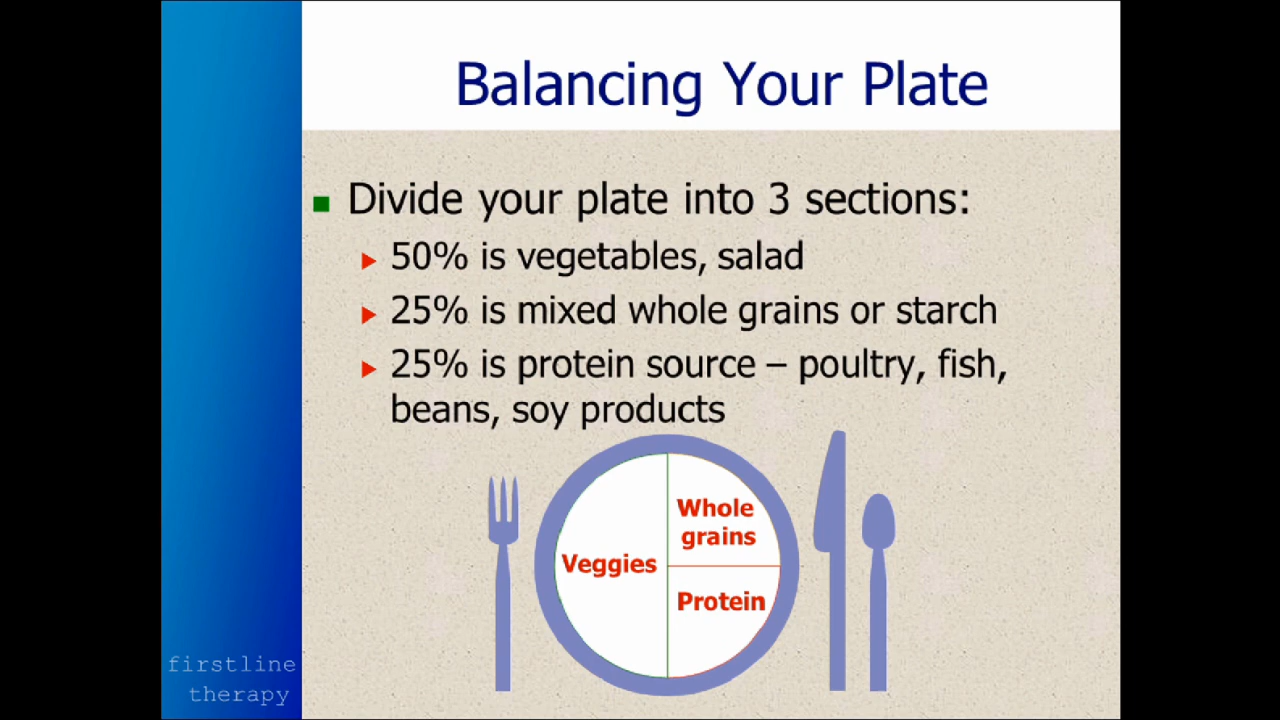 Balancing Your Plate
Divide your plate into 3 sections:
50% is vegetables, salad
25% is mixed whole grains or starch
25% is protein source – poultry, fish,
beans, soy products
Whole
grains
Veggies
Protein
firstline
therapy